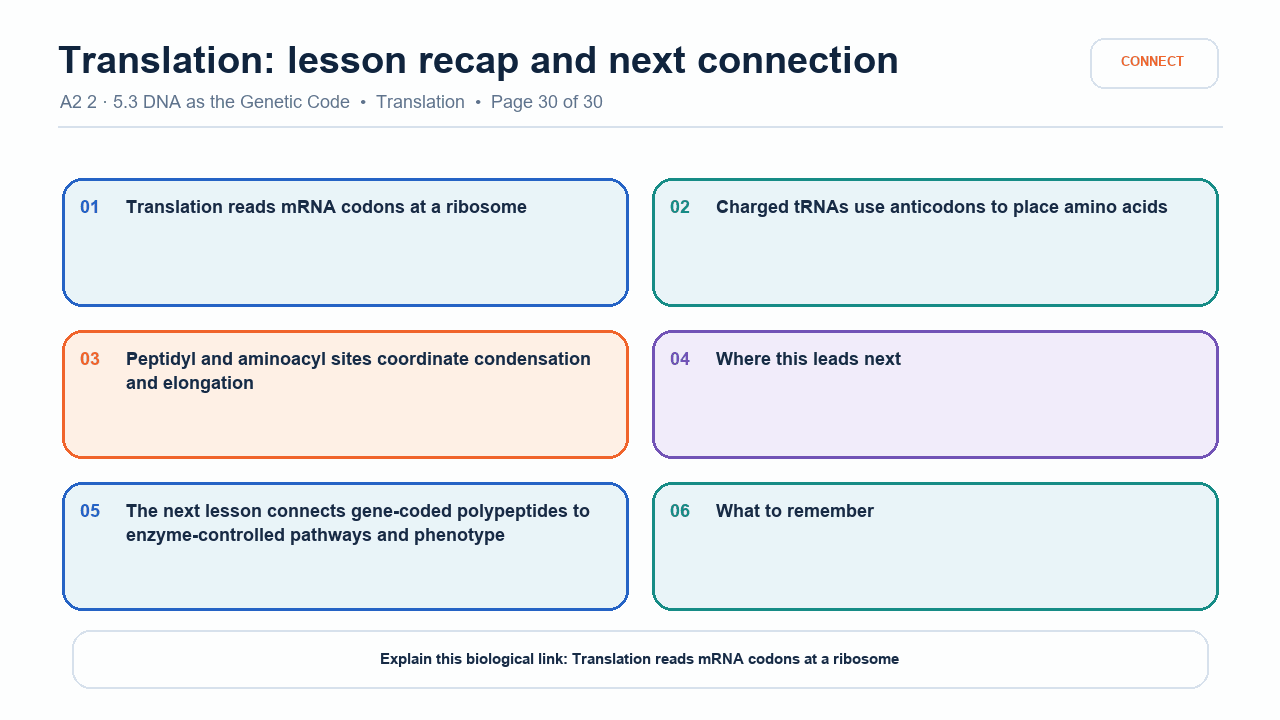 Translation: lesson recap and next connection
CONNECT
A2 2 · 5.3 DNA as the Genetic Code • Translation • Page 30 of 30
01 Translation reads mRNA codons at a ribosome
02 Charged tRNAs use anticodons to place amino acids
03 Peptidyl and aminoacyl sites coordinate condensation
and elongation
04 Where this leads next
05 The next lesson connects gene-coded polypeptides to
enzyme-controlled pathways and phenotype
06 What to remember
Explain this biological link: Translation reads mRNA codons at a ribosome